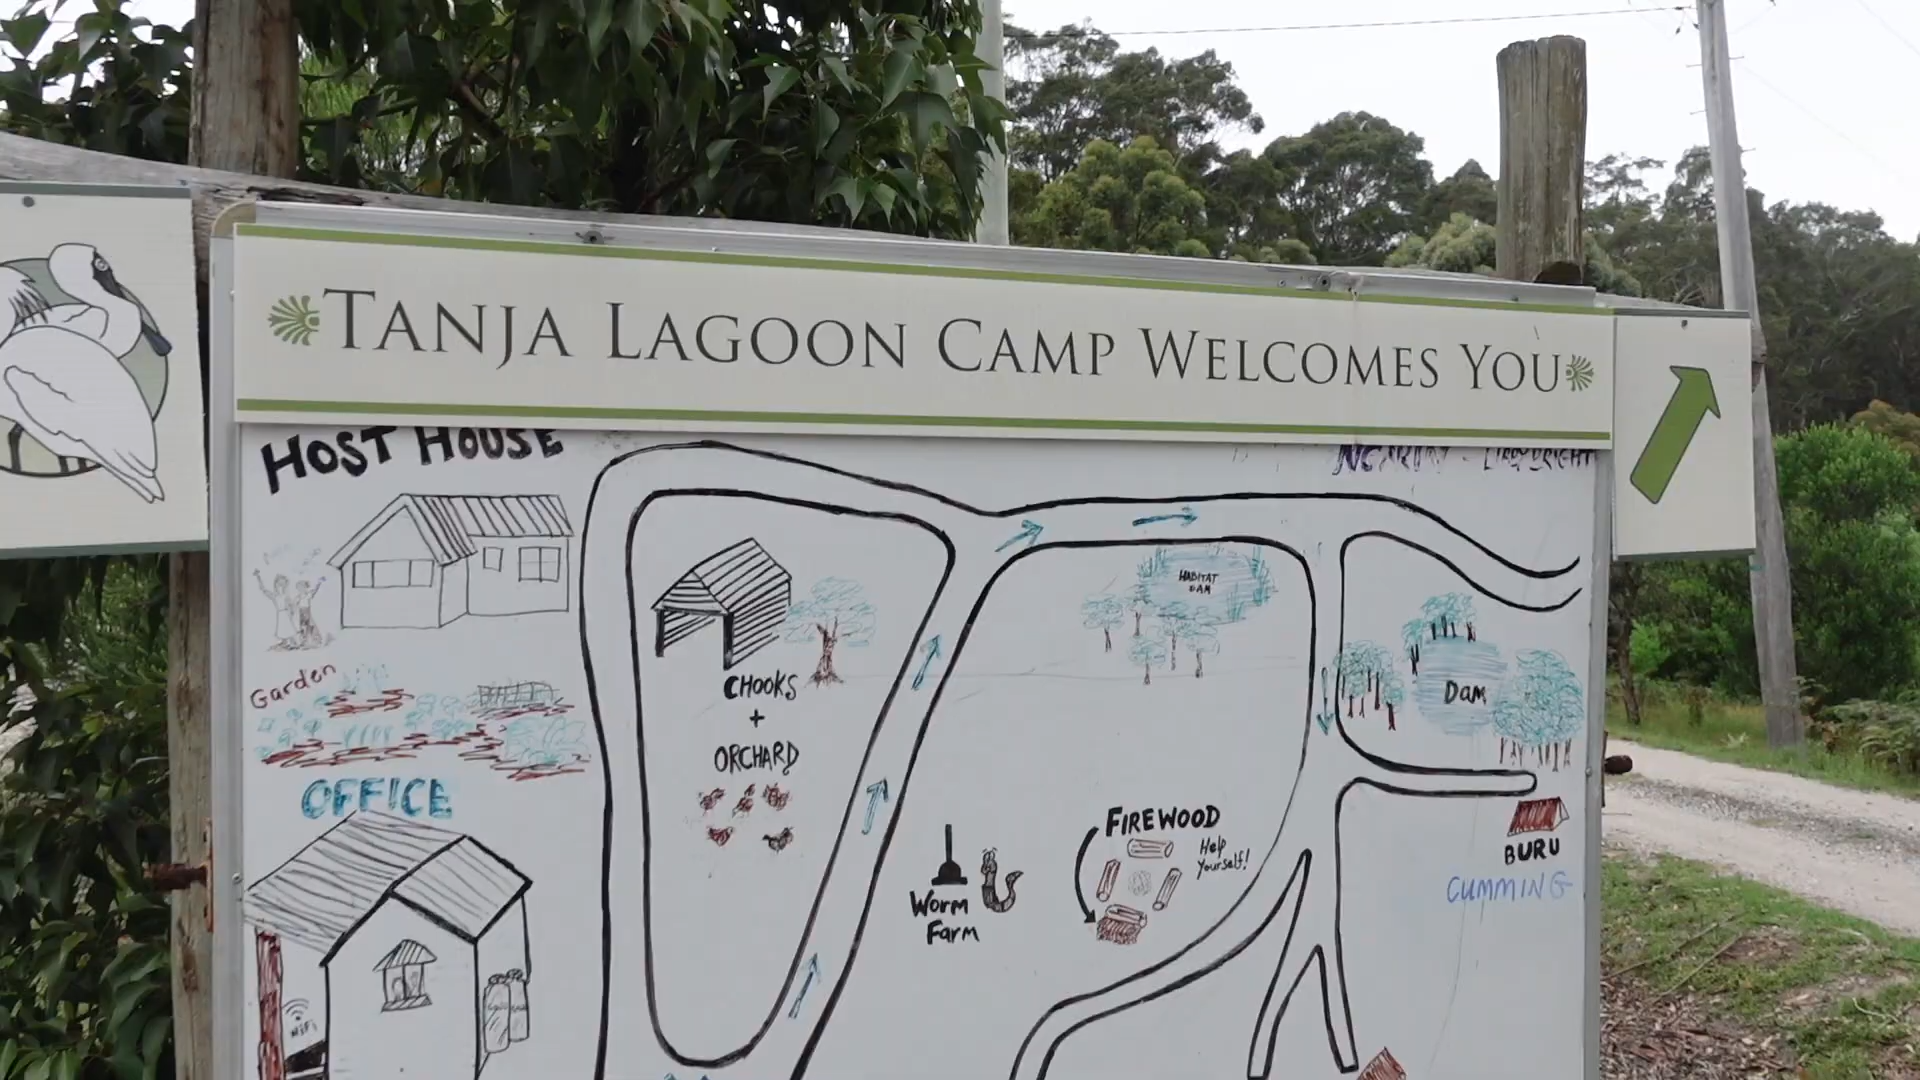 TANJA LAGOON CAMP WELCOMES YOU
HOST HOUSE
HABITAT
DAM
Garden
CHOOKS
+
ORCHARD
Dam
OFFICE
FIREWOOD
Help
Yourself!
Worm
Farm
BURU
CUMMING
WiFi